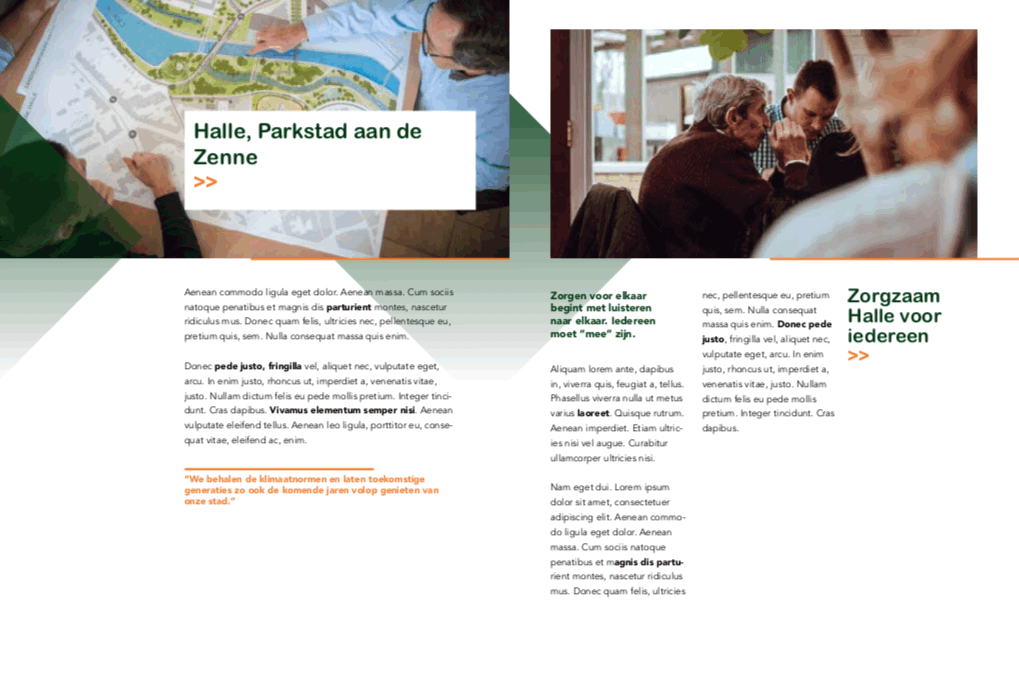 Halle, Parkstad aan de
Zenne
>>
Aenean commodo ligula eget dolor. Aenean massa. Cum sociis
natoque penatibus et magnis dis parturient montes, nascetur
ridiculus mus. Donec quam felis, ultricies nec, pellentesque eu,
pretium quis, sem. Nulla consequat massa quis enim.
Donec pede justo, fringilla vel, aliquet nec, vulputate eget,
arcu. In enim justo, rhoncus ut, imperdiet a, venenatis vitae,
justo. Nullam dictum felis eu pede mollis pretium. Integer tinci-
dunt. Cras dapibus. Vivamus elementum semper nisi. Aenean
vulputate eleifend tellus. Aenean leo ligula, porttitor eu, conse-
quat vitae, eleifend ac, enim.
“We behalen de klimaatnormen en laten toekomstige
generaties zo ook de komende jaren volop genieten van
onze stad.”
Zorgen voor elkaar
begint met luisteren
naar elkaar. Iedereen
moet “mee” zijn.
Aliquam lorem ante, dapibus
in, viverra quis, feugiat a, tellus.
Phasellus viverra nulla ut metus
varius laoreet. Quisque rutrum.
Aenean imperdiet. Etiam ultric-
ies nisi vel augue. Curabitur
ullamcorper ultricies nisi.
Nam eget dui. Lorem ipsum
dolor sit amet, consectetuer
adipiscing elit. Aenean commo-
do ligula eget dolor. Aenean
massa. Cum sociis natoque
penatibus et magnis dis partu-
rient montes, nascetur ridiculus
mus. Donec quam felis, ultricies
nec, pellentesque eu, pretium
quis, sem. Nulla consequat
massa quis enim. Donec pede
justo, fringilla vel, aliquet nec,
vulputate eget, arcu. In enim
justo, rhoncus ut, imperdiet a,
venenatis vitae, justo. Nullam
dictum felis eu pede mollis
pretium. Integer tincidunt. Cras
dapibus.
Zorgzaam
Halle voor
iedereen
>>